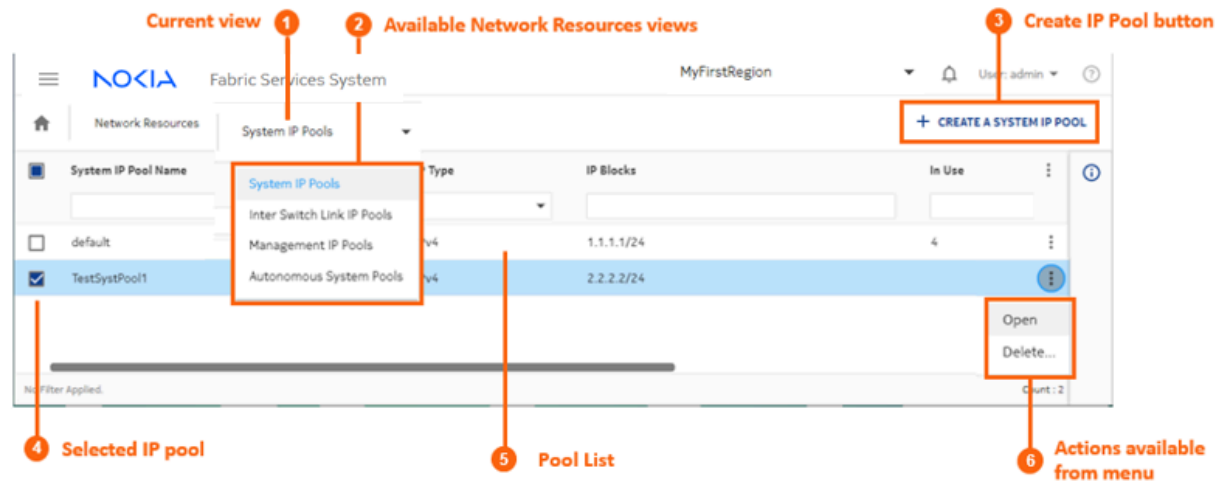 Current view 1
2 Available Network Resources views
3 Create IP Pool button
NOKIA Fabric Services System MyFirstRegion User: admin ?
Network Resources System IP Pools + CREATE A SYSTEM IP POOL
System IP Pool Name Type IP Blocks In Use
System IP Pools
Inter Switch Link IP Pools
default v4 1.1.1.1/24 4
Management IP Pools
TestSystPool1 v4 2.2.2.2/24
Autonomous System Pools
Open
Delete...
No Filter Applied. Count : 2
4 Selected IP pool
5 Pool List
6 Actions available
from menu